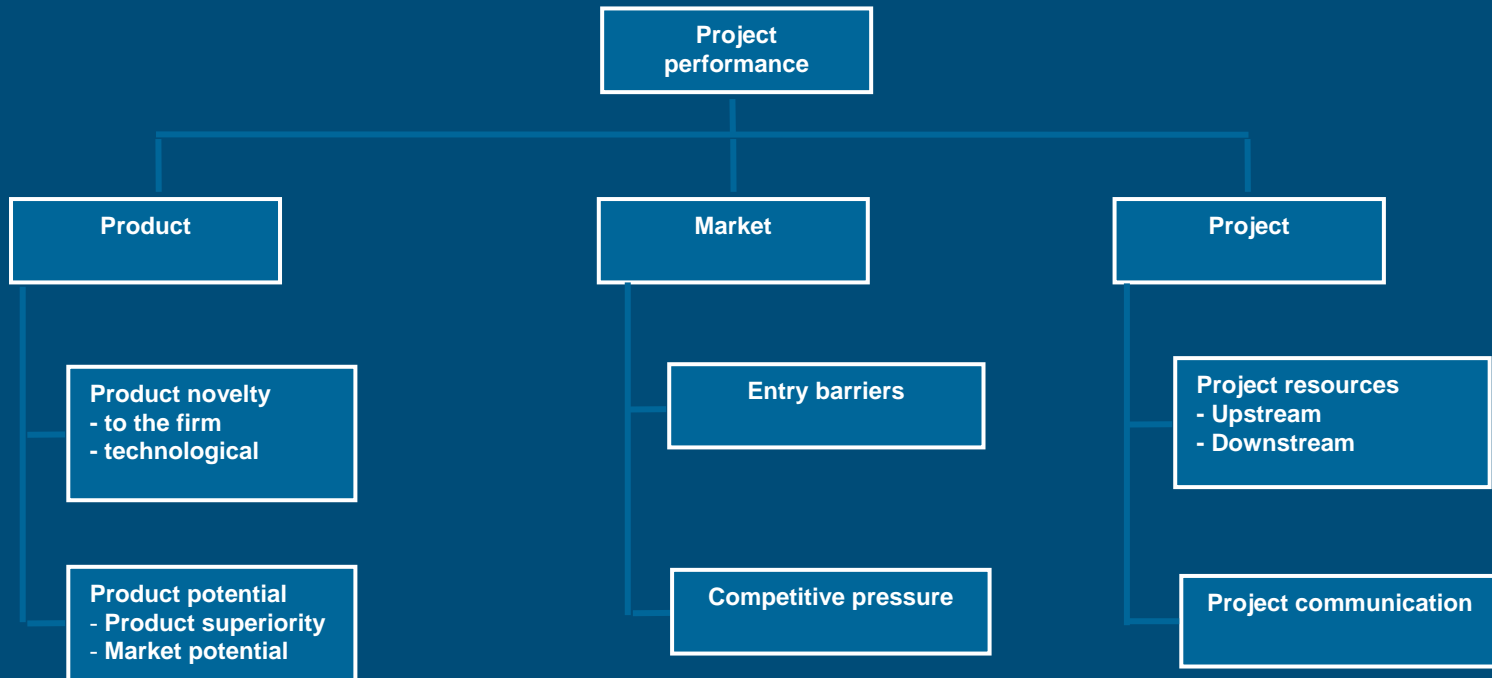 Project
performance
Product
Market
Project
Product novelty
- to the firm
- technological
Entry barriers
Project resources
- Upstream
- Downstream
Product potential
- Product superiority
- Market potential
Competitive pressure
Project communication